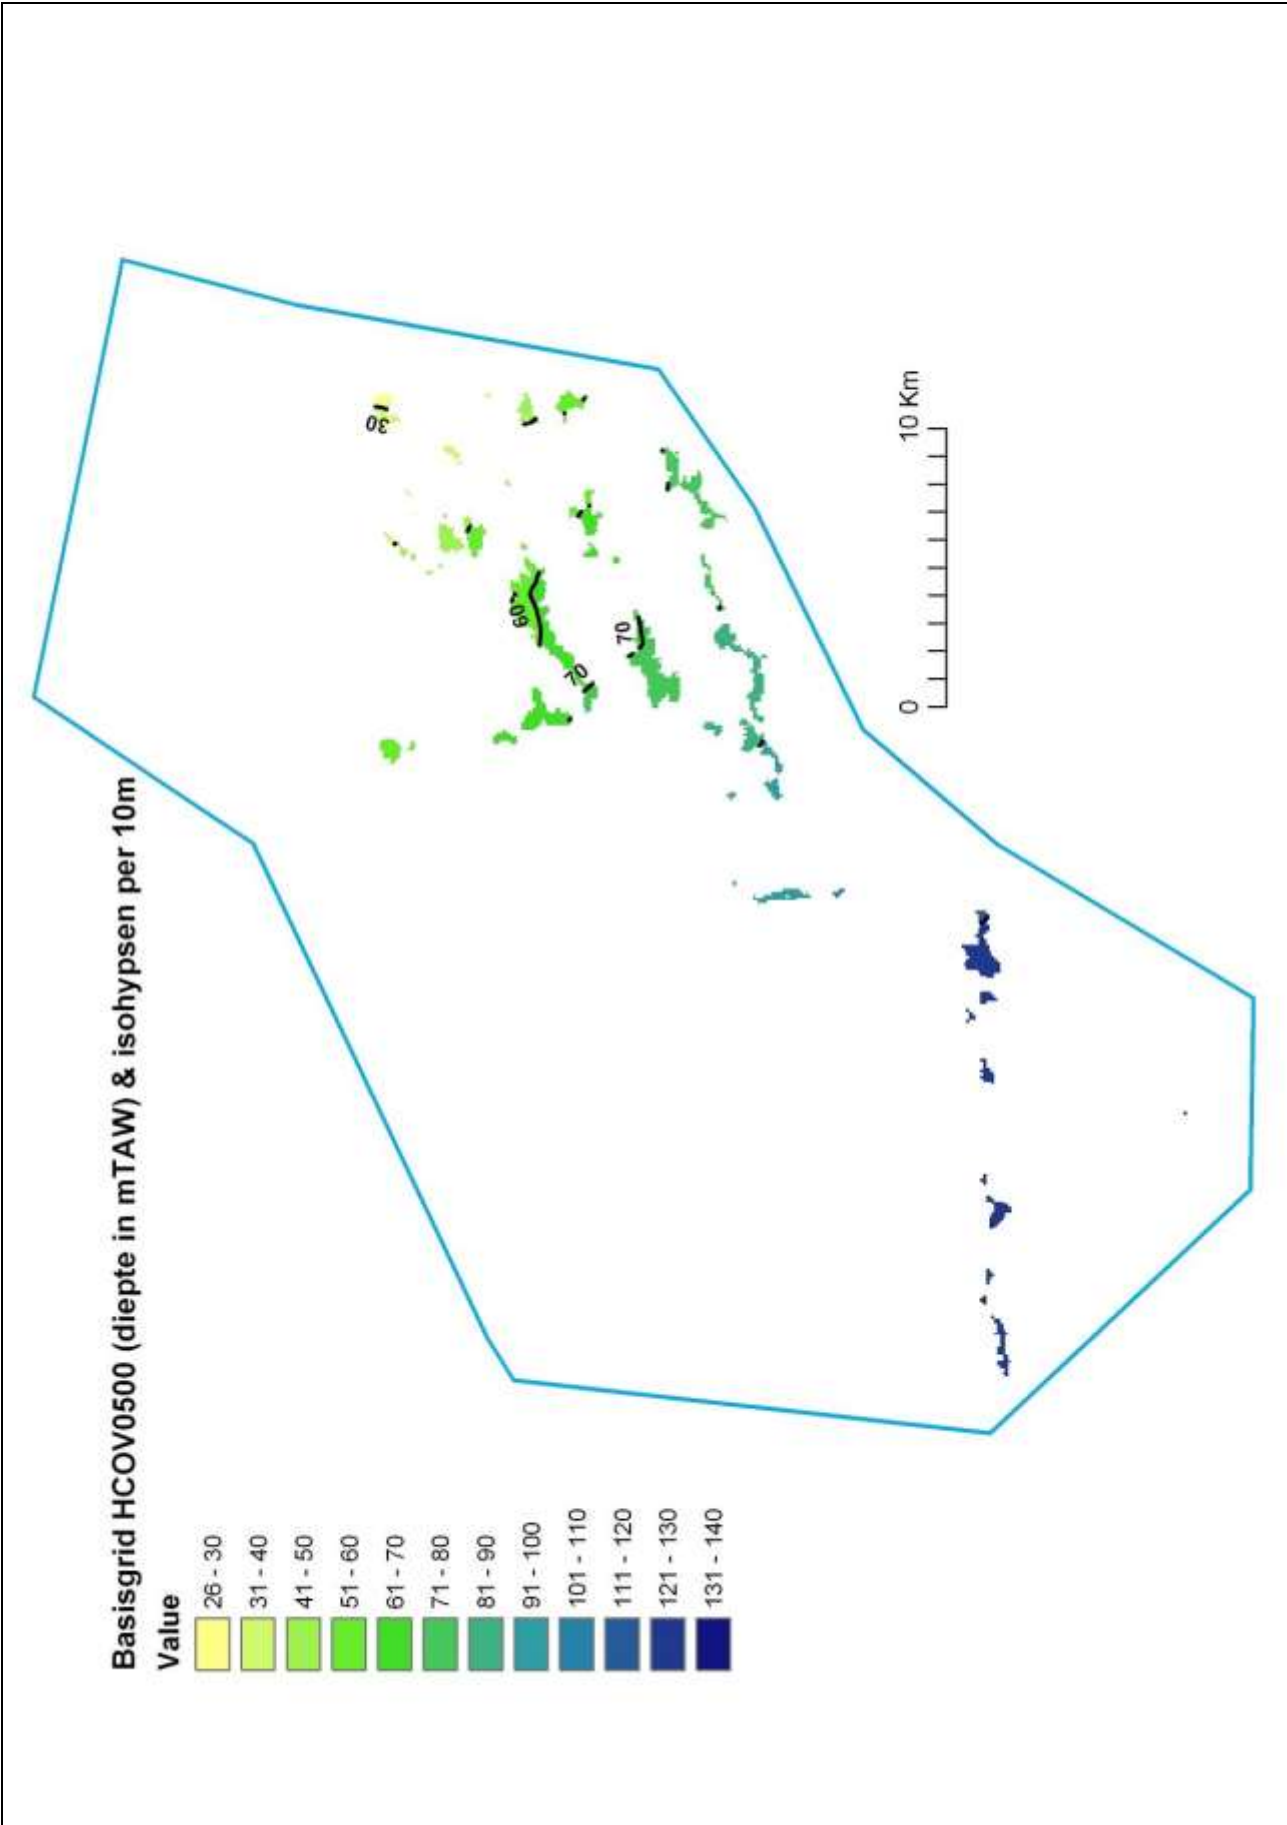 Basisgrid HCOV0500 (diepte in mTAW) & isohypsen per 10m
Value
26 - 30
31 - 40
41 - 50
51 - 60
61 - 70
71 - 80
81 - 90
91 - 100
101 - 110
111 - 120
121 - 130
131 - 140
30
60
70
70
0
10 Km